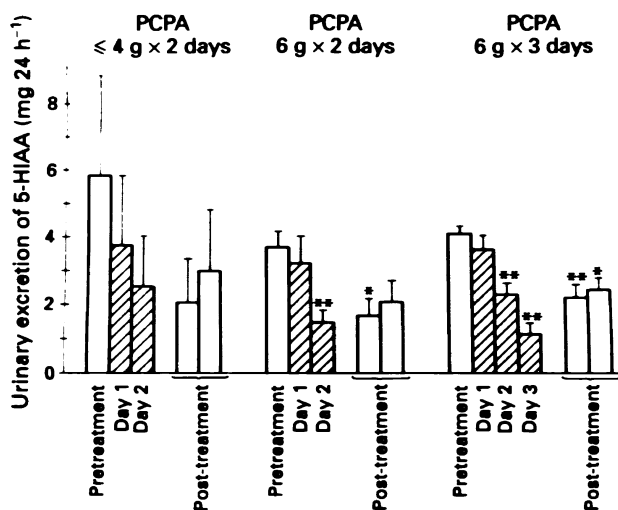 PCPA
≤ 4 g × 2 days
PCPA
6 g × 2 days
PCPA
6 g × 3 days
Urinary excretion of 5-HIAA (mg 24 h⁻¹)
8
6
4
2
0
*
**
**
**
**
*
Pretreatment
Day 1
Day 2
Post-treatment
Pretreatment
Day 1
Day 2
Post-treatment
Pretreatment
Day 1
Day 2
Day 3
Post-treatment